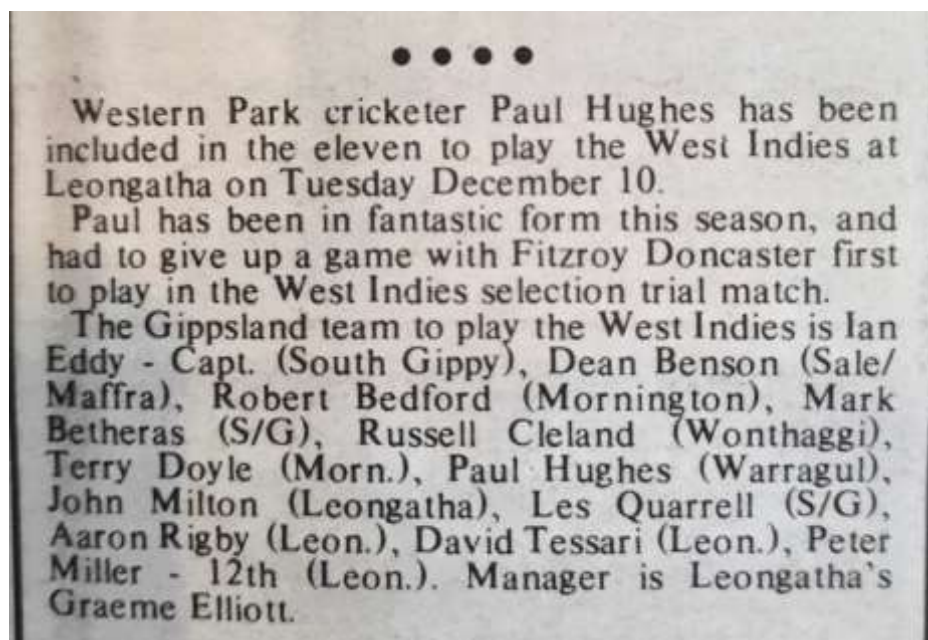 Western Park cricketer Paul Hughes has been
included in the eleven to play the West Indies at
Leongatha on Tuesday December 10.
Paul has been in fantastic form this season, and
had to give up a game with Fitzroy Doncaster first
to play in the West Indies selection trial match.
The Gippsland team to play the West Indies is Ian
Eddy - Capt. (South Gippy), Dean Benson (Sale/
Maffra), Robert Bedford (Mornington), Mark
Betheras (S/G), Russell Cleland (Wonthaggi),
Terry Doyle (Morn.), Paul Hughes (Warragul),
John Milton (Leongatha), Les Quarrell (S/G),
Aaron Rigby (Leon.), David Tessari (Leon.), Peter
Miller - 12th (Leon.). Manager is Leongatha's
Graeme Elliott.